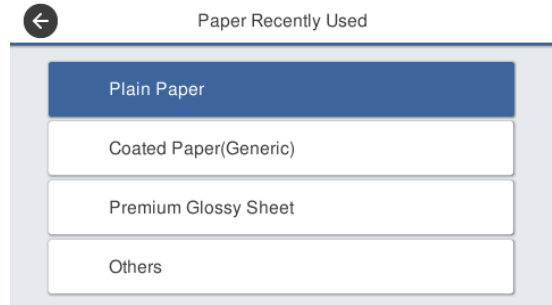 Paper Recently Used
Plain Paper
Coated Paper(Generic)
Premium Glossy Sheet
Others